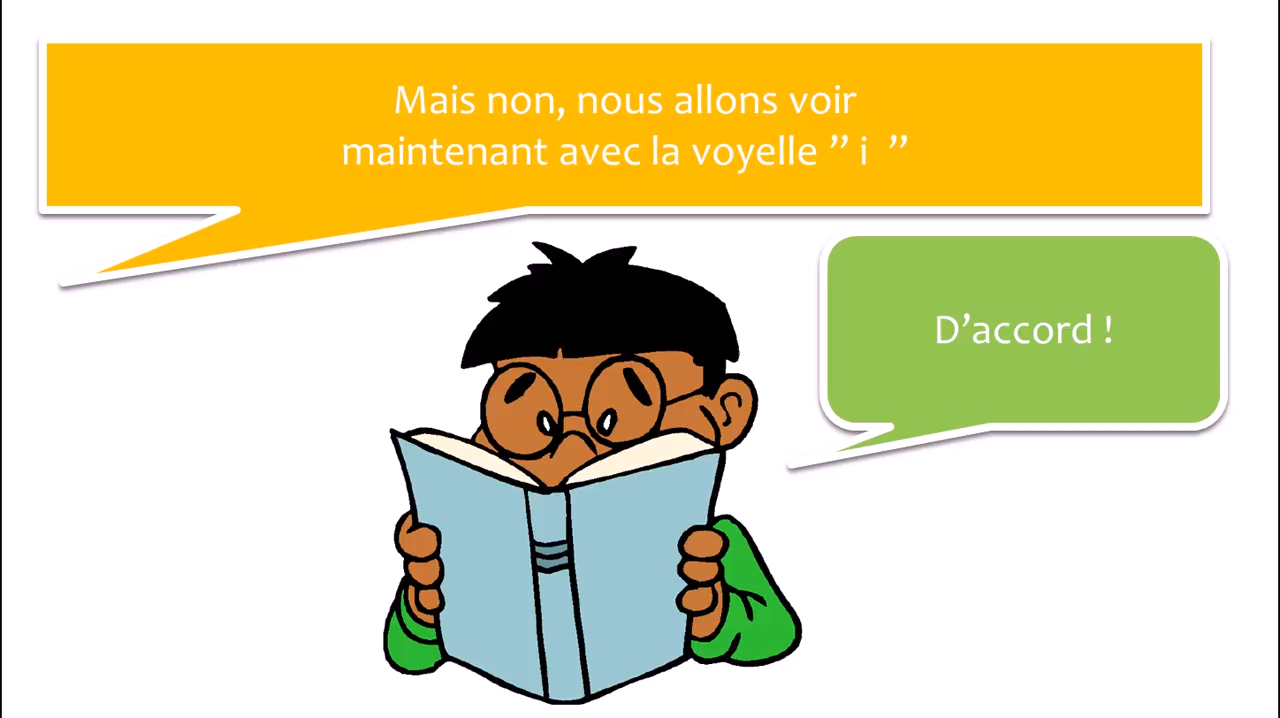 Mais non, nous allons voir
maintenant avec la voyelle ” i  ”
D’accord !